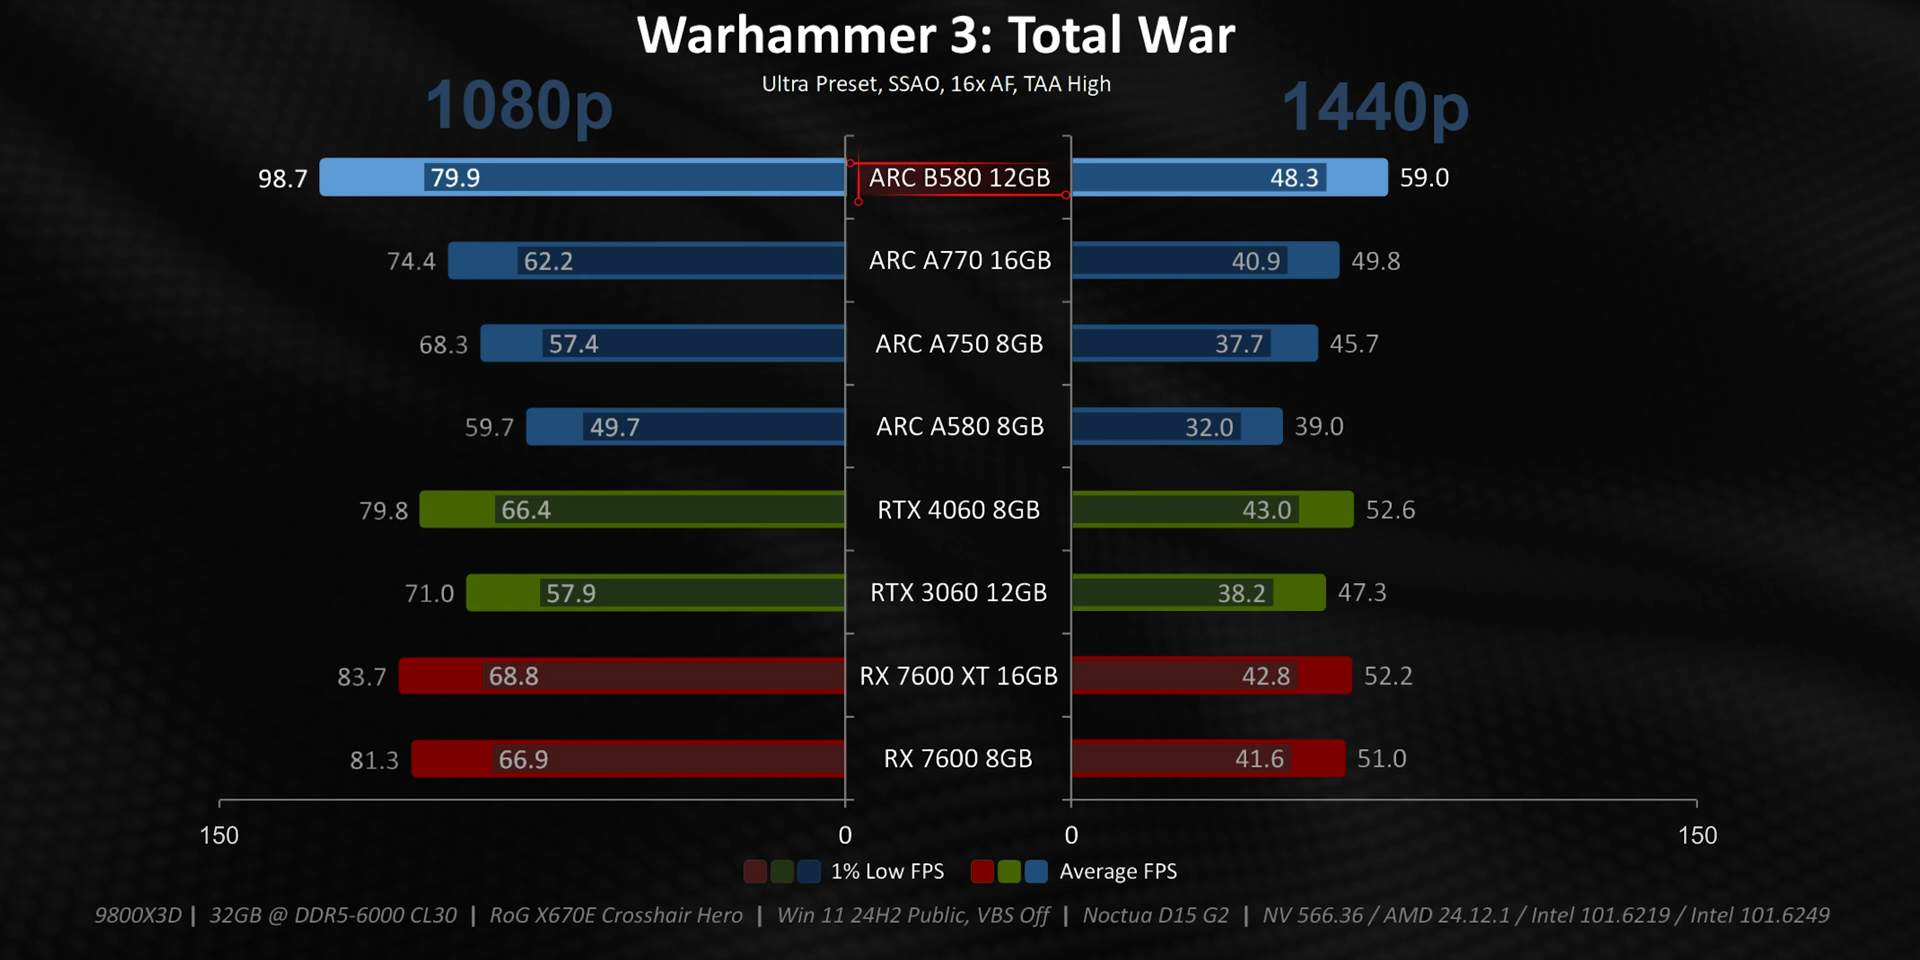 Warhammer 3: Total War
Ultra Preset, SSAO, 16x AF, TAA High
1080p 1440p
98.7 79.9 ARC B580 12GB 48.3 59.0
74.4 62.2 ARC A770 16GB 40.9 49.8
68.3 57.4 ARC A750 8GB 37.7 45.7
59.7 49.7 ARC A580 8GB 32.0 39.0
79.8 66.4 RTX 4060 8GB 43.0 52.6
71.0 57.9 RTX 3060 12GB 38.2 47.3
83.7 68.8 RX 7600 XT 16GB 42.8 52.2
81.3 66.9 RX 7600 8GB 41.6 51.0
150 0 0 150
1% Low FPS Average FPS
9800X3D | 32GB @ DDR5-6000 CL30 | RoG X670E Crosshair Hero | Win 11 24H2 Public, VBS Off | Noctua D15 G2 | NV 566.36 / AMD 24.12.1 / Intel 101.6219 / Intel 101.6249